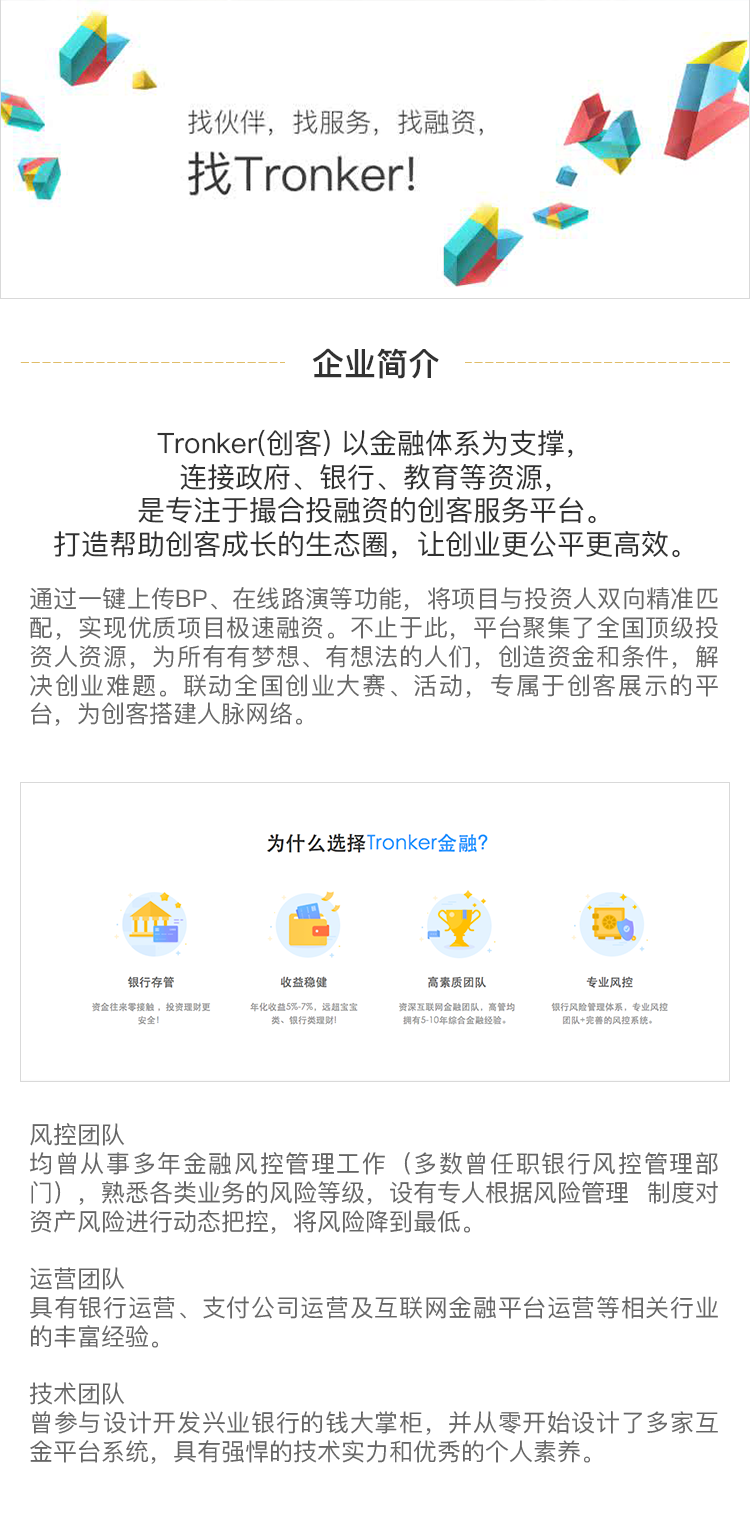 找伙伴，找服务，找融资，
找Tronker!
企业简介
Tronker(创客) 以金融体系为支撑，
连接政府、银行、教育等资源，
是专注于撮合投融资的创客服务平台。
打造帮助创客成长的生态圈，让创业更公平更高效。
通过一键上传BP、在线路演等功能，将项目与投资人双向精准匹
配，实现优质项目极速融资。不止于此，平台聚集了全国顶级投
资人资源，为所有有梦想、有想法的人们，创造资金和条件，解
决创业难题。联动全国创业大赛、活动，专属于创客展示的平
台，为创客搭建人脉网络。
为什么选择Tronker金融?
银行存管
资金往来零接触，投资理财更
安全!
收益稳健
年化收益5%-7%，远超宝宝
类、银行类理财!
高素质团队
资深互联网金融团队，高管均
拥有5-10年综合金融经验。
专业风控
银行风险管理体系，专业风控
团队+完善的风控系统。
风控团队
均曾从事多年金融风控管理工作（多数曾任职银行风控管理部
门），熟悉各类业务的风险等级，设有专人根据风险管理 制度对
资产风险进行动态把控，将风险降到最低。
运营团队
具有银行运营、支付公司运营及互联网金融平台运营等相关行业
的丰富经验。
技术团队
曾参与设计开发兴业银行的钱大掌柜，并从零开始设计了多家互
金平台系统，具有强悍的技术实力和优秀的个人素养。